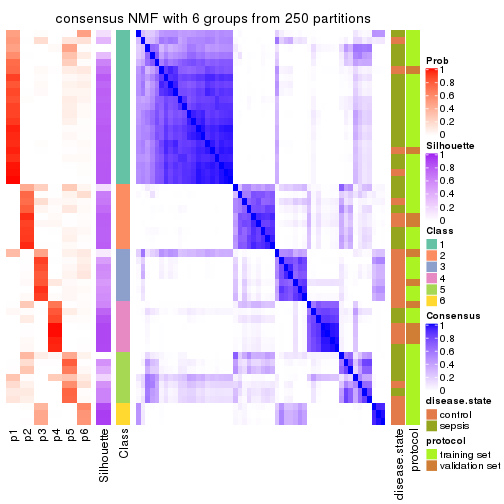 consensus NMF with 6 groups from 250 partitions
p1
p2
p3
p4
p5
p6
Silhouette
Class
disease.state
protocol
Prob
1
0.8
0.6
0.4
0.2
0
Silhouette
1
0.8
0.6
0.4
0.2
0
Class
1
2
3
4
5
6
Consensus
1
0.8
0.6
0.4
0.2
0
disease.state
control
sepsis
protocol
training set
validation set